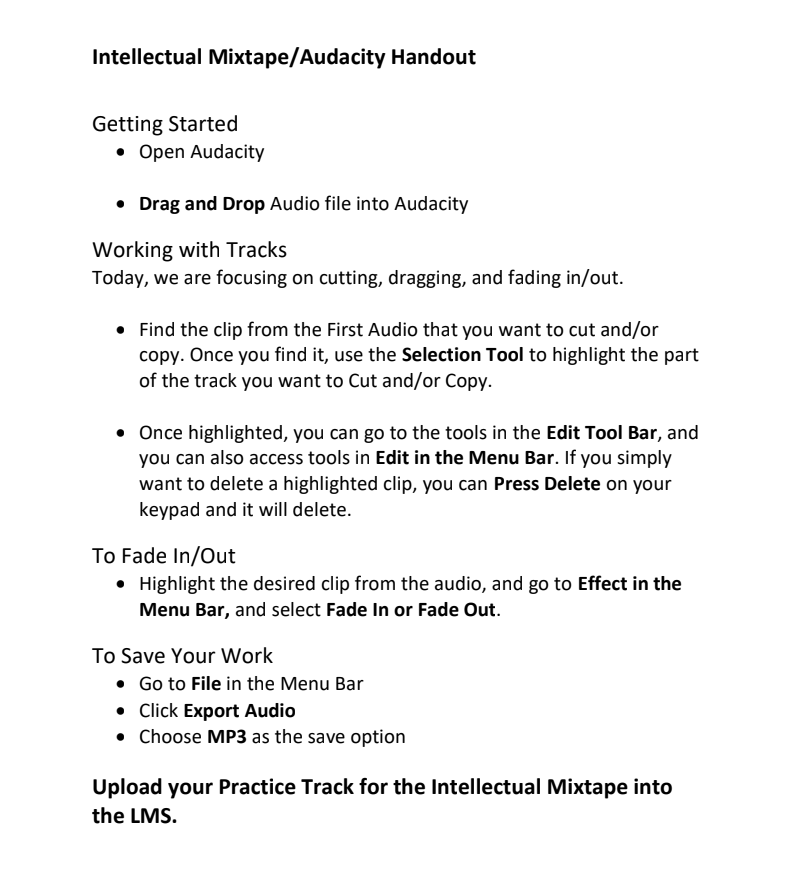 Intellectual Mixtape/Audacity Handout
Getting Started
• Open Audacity
• Drag and Drop Audio file into Audacity
Working with Tracks
Today, we are focusing on cutting, dragging, and fading in/out.
• Find the clip from the First Audio that you want to cut and/or
copy. Once you find it, use the Selection Tool to highlight the part
of the track you want to Cut and/or Copy.
• Once highlighted, you can go to the tools in the Edit Tool Bar, and
you can also access tools in Edit in the Menu Bar. If you simply
want to delete a highlighted clip, you can Press Delete on your
keypad and it will delete.
To Fade In/Out
• Highlight the desired clip from the audio, and go to Effect in the
Menu Bar, and select Fade In or Fade Out.
To Save Your Work
• Go to File in the Menu Bar
• Click Export Audio
• Choose MP3 as the save option
Upload your Practice Track for the Intellectual Mixtape into
the LMS.